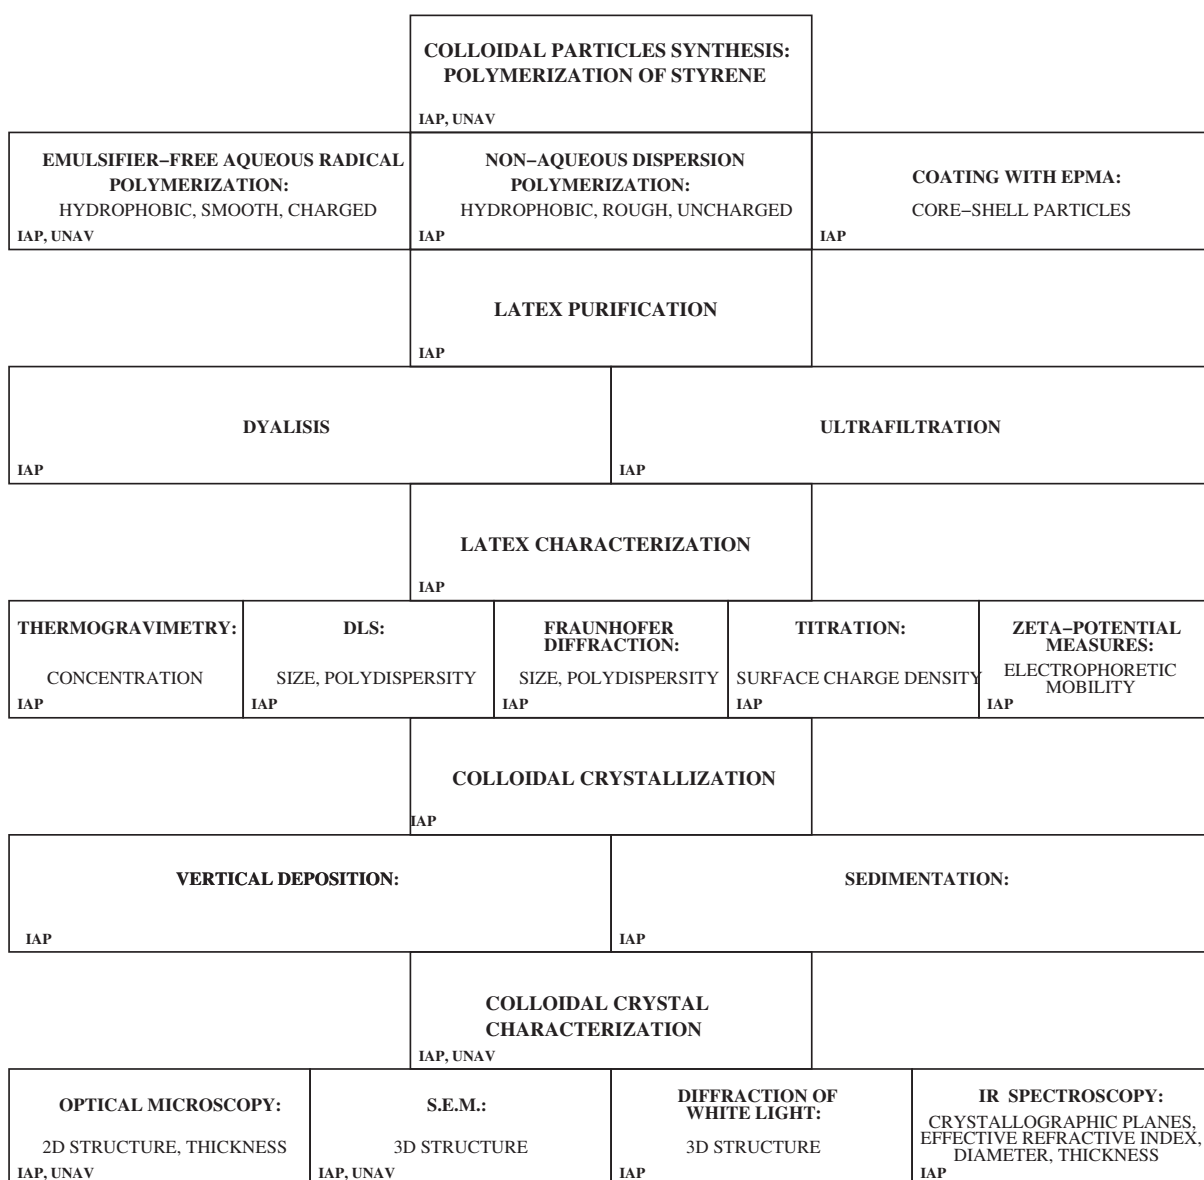 COLLOIDAL PARTICLES SYNTHESIS:
POLYMERIZATION OF STYRENE
IAP, UNAV
EMULSIFIER−FREE AQUEOUS RADICAL
POLYMERIZATION:
HYDROPHOBIC, SMOOTH, CHARGED
IAP, UNAV
NON−AQUEOUS DISPERSION
POLYMERIZATION:
HYDROPHOBIC, ROUGH, UNCHARGED
IAP
COATING WITH EPMA:
CORE−SHELL PARTICLES
IAP
LATEX PURIFICATION
IAP
DYALISIS
IAP
ULTRAFILTRATION
IAP
LATEX CHARACTERIZATION
IAP
THERMOGRAVIMETRY:
CONCENTRATION
IAP
DLS:
SIZE, POLYDISPERSITY
IAP
FRAUNHOFER
DIFFRACTION:
SIZE, POLYDISPERSITY
IAP
TITRATION:
SURFACE CHARGE DENSITY
IAP
ZETA−POTENTIAL
MEASURES:
ELECTROPHORETIC
MOBILITY
IAP
COLLOIDAL CRYSTALLIZATION
IAP
VERTICAL DEPOSITION:
IAP
SEDIMENTATION:
IAP
COLLOIDAL CRYSTAL
CHARACTERIZATION
IAP, UNAV
OPTICAL MICROSCOPY:
2D STRUCTURE, THICKNESS
IAP, UNAV
S.E.M.:
3D STRUCTURE
IAP, UNAV
DIFFRACTION OF
WHITE LIGHT:
3D STRUCTURE
IAP
IR SPECTROSCOPY:
CRYSTALLOGRAPHIC PLANES,
EFFECTIVE REFRACTIVE INDEX,
DIAMETER, THICKNESS
IAP